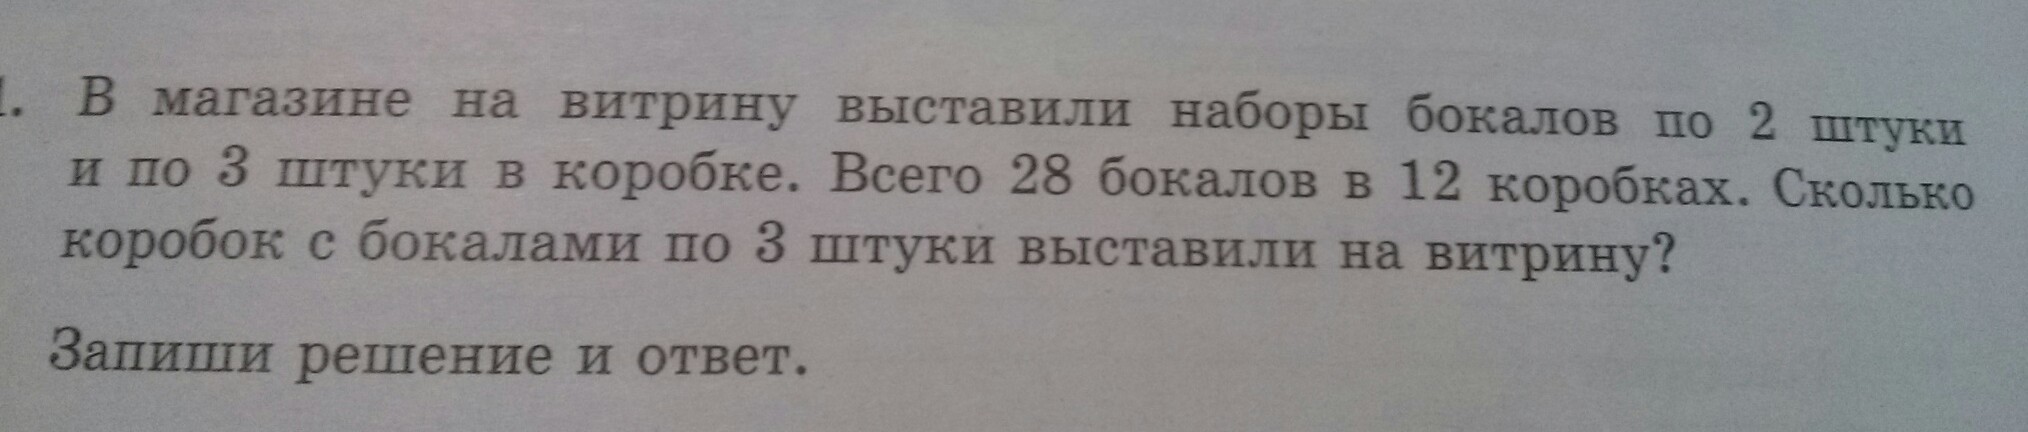 1. В магазине на витрину выставили наборы бокалов по 2 штуки
и по 3 штуки в коробке. Всего 28 бокалов в 12 коробках. Сколько
коробок с бокалами по 3 штуки выставили на витрину?
Запиши решение и ответ.